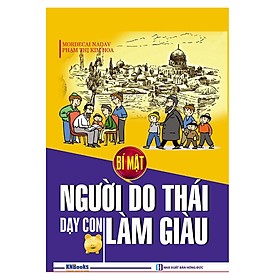 MORDECAI NADAV
PHẠM THỊ KIM HOA
BÍ MẬT
NGƯỜI DO THÁI
DẠY CON LÀM GIÀU
KNBooks
NHÀ XUẤT BẢN HỒNG ĐỨC